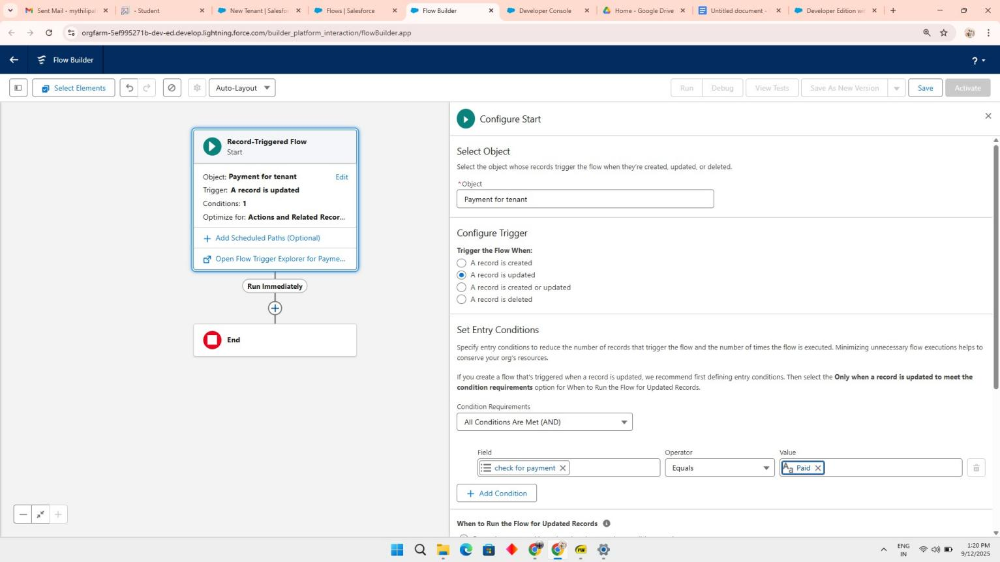 Sent Mail - mythilipal
- Student
New Tenant | Salesfor
Flows | Salesforce
Flow Builder
Developer Console
Home - Google Drive
Untitled document -
Developer Edition wit
orgfarm-5ef995271b-dev-ed.develop.lightning.force.com/builder_platform_interaction/flowBuilder.app
Flow Builder
?
Select Elements
Auto-Layout
Run
Debug
View Tests
Save As New Version
Save
Activate
Record-Triggered Flow
Start
Object: Payment for tenant
Edit
Trigger: A record is updated
Conditions: 1
Optimize for: Actions and Related Recor...
Add Scheduled Paths (Optional)
Open Flow Trigger Explorer for Payme...
Run Immediately
End
Configure Start
Select Object
Select the object whose records trigger the flow when they're created, updated, or deleted.
*Object
Payment for tenant
Configure Trigger
Trigger the Flow When:
A record is created
A record is updated
A record is created or updated
A record is deleted
Set Entry Conditions
Specify entry conditions to reduce the number of records that trigger the flow and the number of times the flow is executed. Minimizing unnecessary flow executions helps to
conserve your org's resources.
If you create a flow that's triggered when a record is updated, we recommend first defining entry conditions. Then select the Only when a record is updated to meet the
condition requirements option for When to Run the Flow for Updated Records.
Condition Requirements
All Conditions Are Met (AND)
Field
Operator
Value
check for payment
Equals
Aa Paid
Add Condition
When to Run the Flow for Updated Records
ENG
IN
1:20 PM
9/12/2025